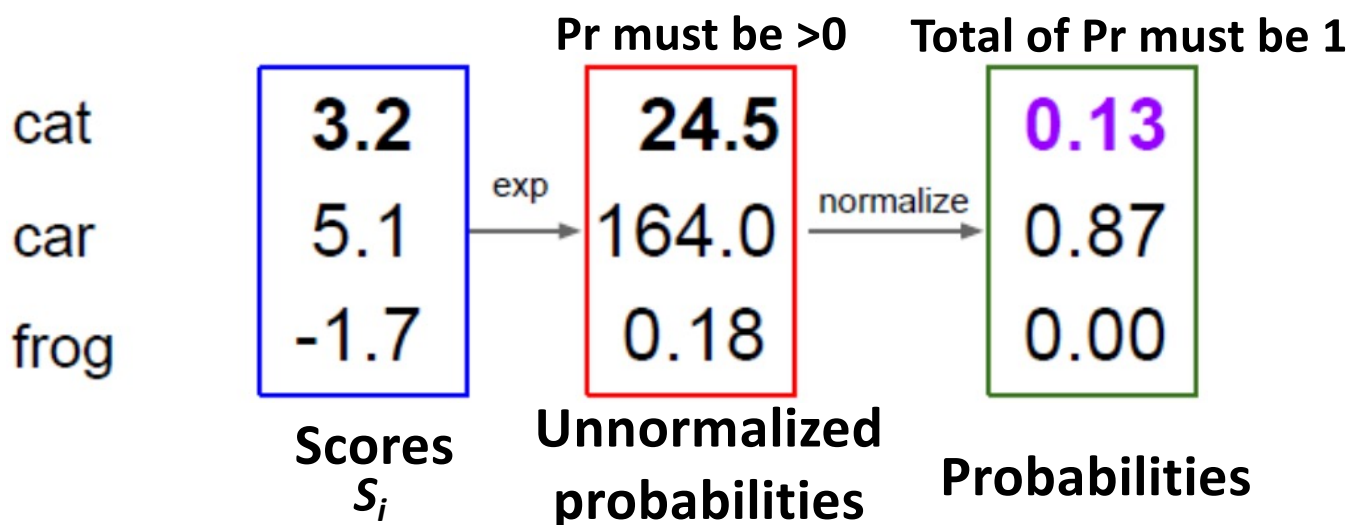 Pr must be >0 Total of Pr must be 1
cat 3.2 24.5 0.13
exp normalize
car 5.1 164.0 0.87
frog -1.7 0.18 0.00
Scores Unnormalized Probabilities
Si probabilities